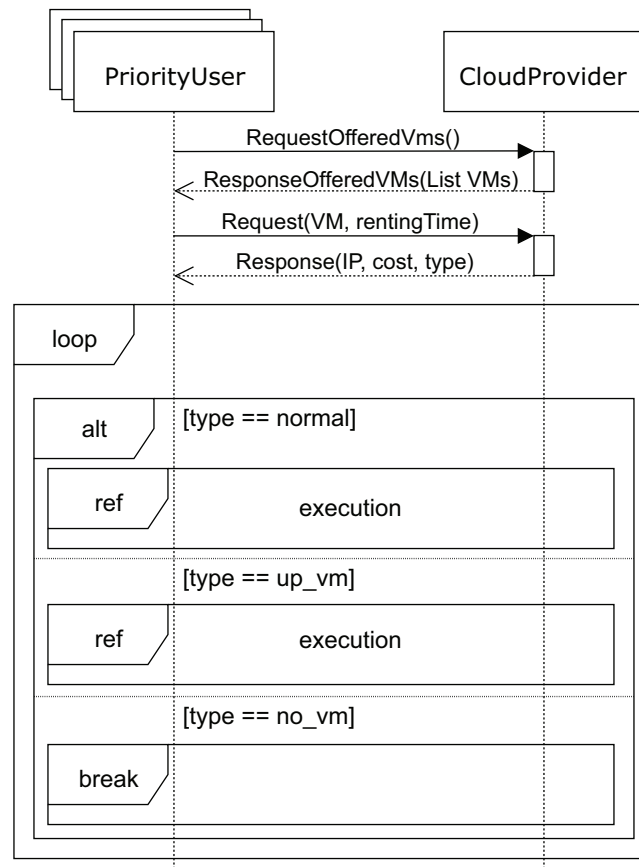 PriorityUser
CloudProvider
RequestOfferedVms()
ResponseOfferedVMs(List VMs)
Request(VM, rentingTime)
Response(IP, cost, type)
loop
alt
[type == normal]
ref
execution
[type == up_vm]
ref
execution
[type == no_vm]
break